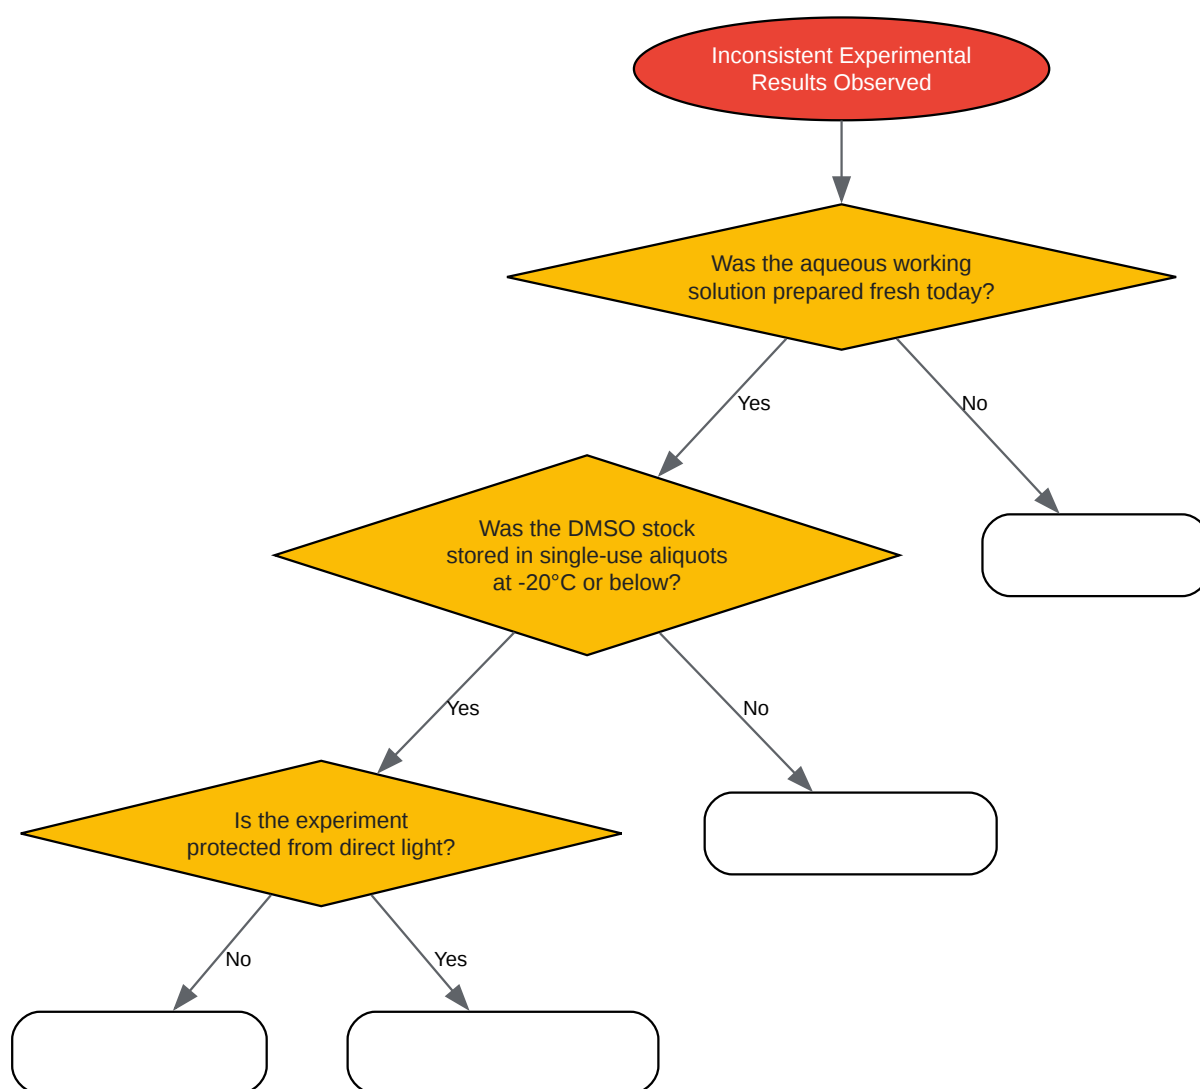 Inconsistent Experimental
Results Observed
Was the aqueous working
solution prepared fresh today?
Yes
No
Was the DMSO stock
stored in single-use aliquots
at -20°C or below?
Yes
No
Is the experiment
protected from direct light?
No
Yes